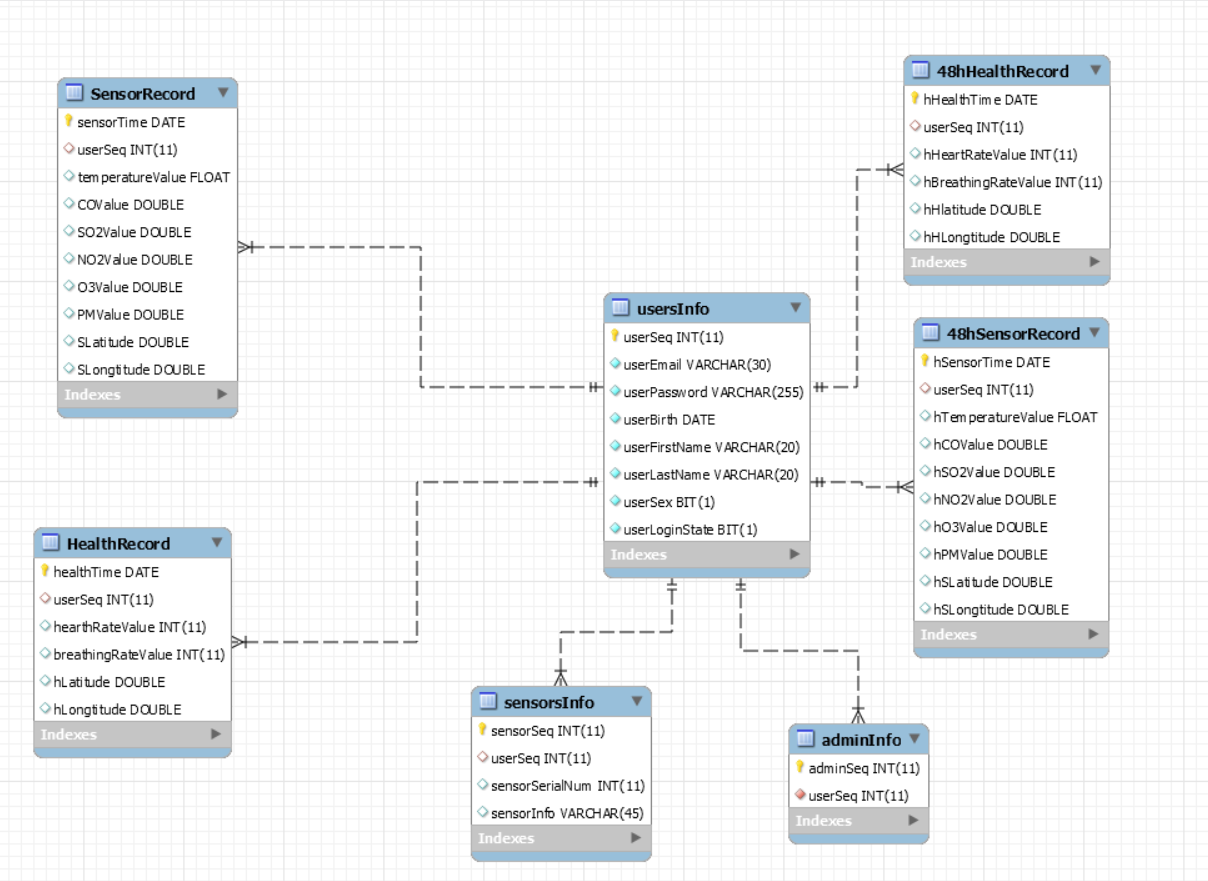 SensorRecord
sensorTime DATE
userSeq INT(11)
temperatureValue FLOAT
COValue DOUBLE
SO2Value DOUBLE
NO2Value DOUBLE
O3Value DOUBLE
PMValue DOUBLE
SLatitude DOUBLE
SLongtitude DOUBLE
Indexes
HealthRecord
healthTime DATE
userSeq INT(11)
hearthRateValue INT(11)
breathingRateValue INT(11)
hLatitude DOUBLE
hLongtitude DOUBLE
Indexes
usersInfo
userSeq INT(11)
userEmail VARCHAR(30)
userPassword VARCHAR(255)
userBirth DATE
userFirstName VARCHAR(20)
userLastName VARCHAR(20)
userSex BIT(1)
userLoginState BIT(1)
Indexes
sensorsInfo
sensorSeq INT(11)
userSeq INT(11)
sensorSerialNum INT(11)
sensorInfo VARCHAR(45)
Indexes
adminInfo
adminSeq INT(11)
userSeq INT(11)
Indexes
48hHealthRecord
hHealthTime DATE
userSeq INT(11)
hHeartRateValue INT(11)
hBreathingRateValue INT(11)
hHlatitude DOUBLE
hHLongtitude DOUBLE
Indexes
48hSensorRecord
hSensorTime DATE
userSeq INT(11)
hTemperatureValue FLOAT
hCOValue DOUBLE
hSO2Value DOUBLE
hNO2Value DOUBLE
hO3Value DOUBLE
hPMValue DOUBLE
hSLatitude DOUBLE
hSLongtitude DOUBLE
Indexes